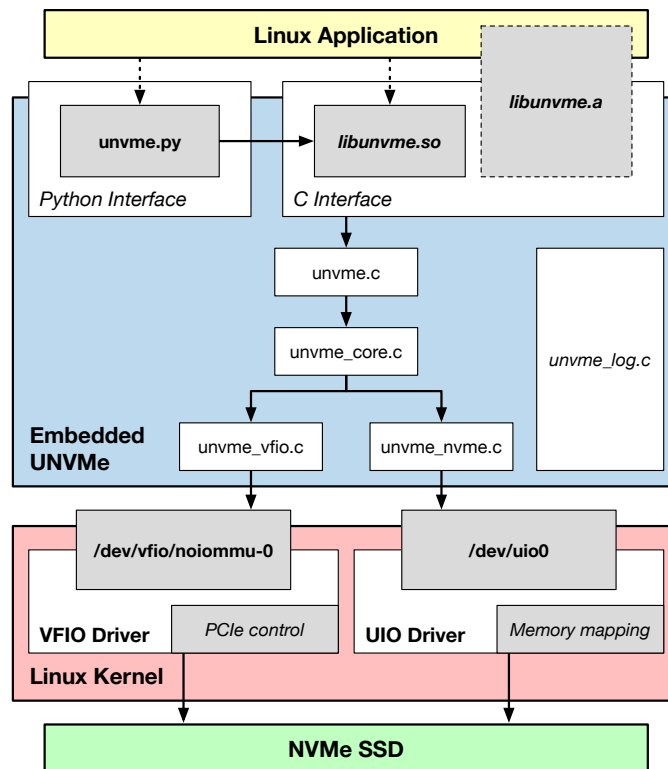 Linux Application
libunvme.a
unvme.py
libunvme.so
Python Interface
C Interface
unvme.c
unvme_core.c
unvme_log.c
Embedded
UNVMe
unvme_vfio.c
unvme_nvme.c
/dev/vfio/noiommu-0
/dev/uio0
VFIO Driver
PCIe control
UIO Driver
Memory mapping
Linux Kernel
NVMe SSD